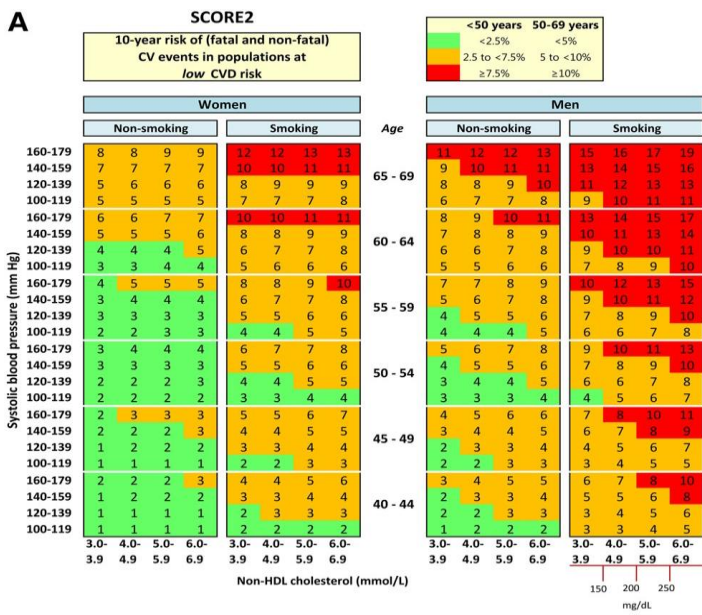 A
SCORE2
10-year risk of (fatal and non-fatal)
CV events in populations at
low CVD risk
<50 years 50-69 years
<2.5% <5%
2.5 to <7.5% 5 to <10%
≥7.5% ≥10%
Women Men
Non-smoking Smoking Age Non-smoking Smoking
Systolic blood pressure (mm Hg)
160-179 8 8 9 9 12 12 13 13 11 12 12 13 15 16 17 19
140-159 7 7 7 7 10 10 10 11 9 10 11 11 13 14 15 16
65 - 69
120-139 5 6 6 6 8 9 9 9 8 8 9 10 11 12 13 13
100-119 5 5 5 5 7 7 7 8 6 7 7 8 9 10 11 11
160-179 6 6 7 7 10 10 11 11 8 9 10 11 13 14 15 17
140-159 5 5 5 6 8 8 9 9 7 8 8 9 10 11 13 14
60 - 64
120-139 4 4 4 5 6 7 7 8 6 6 7 8 9 10 10 11
100-119 3 3 4 4 5 6 6 6 5 5 6 6 7 8 9 10
160-179 4 5 5 5 8 8 9 10 7 7 8 9 10 12 13 15
140-159 3 4 4 4 6 7 7 8 5 6 7 8 9 10 11 12
55 - 59
120-139 3 3 3 3 5 5 6 6 4 5 5 6 7 8 9 10
100-119 2 2 3 3 4 4 5 5 4 4 4 5 6 6 7 8
160-179 3 4 4 4 6 7 7 8 5 6 7 8 9 10 11 13
140-159 3 3 3 3 5 5 6 6 4 5 5 6 7 8 9 10
50 - 54
120-139 2 2 2 3 4 4 5 5 3 4 4 5 6 6 7 8
100-119 2 2 2 2 3 3 4 4 3 3 3 4 4 5 6 7
160-179 2 3 3 3 5 5 6 7 4 5 6 6 7 8 10 11
140-159 2 2 2 3 4 4 5 5 3 4 4 5 6 7 8 9
45 - 49
120-139 1 2 2 2 3 3 4 4 2 3 3 4 4 5 6 7
100-119 1 1 1 1 2 2 3 3 2 2 3 3 3 4 5 5
160-179 2 2 2 3 4 4 5 6 3 4 4 5 6 7 8 10
140-159 1 2 2 2 3 3 4 4 2 3 3 4 5 5 6 8
40 - 44
120-139 1 1 1 1 2 3 3 3 2 2 3 3 3 4 5 6
100-119 1 1 1 1 2 2 2 2 1 2 2 2 3 3 4 5
3.0- 4.0- 5.0- 6.0- 3.0- 4.0- 5.0- 6.0- 3.0- 4.0- 5.0- 6.0- 3.0- 4.0- 5.0- 6.0-
3.9 4.9 5.9 6.9 3.9 4.9 5.9 6.9 3.9 4.9 5.9 6.9 3.9 4.9 5.9 6.9
Non-HDL cholesterol (mmol/L)
150 200 250
mg/dL